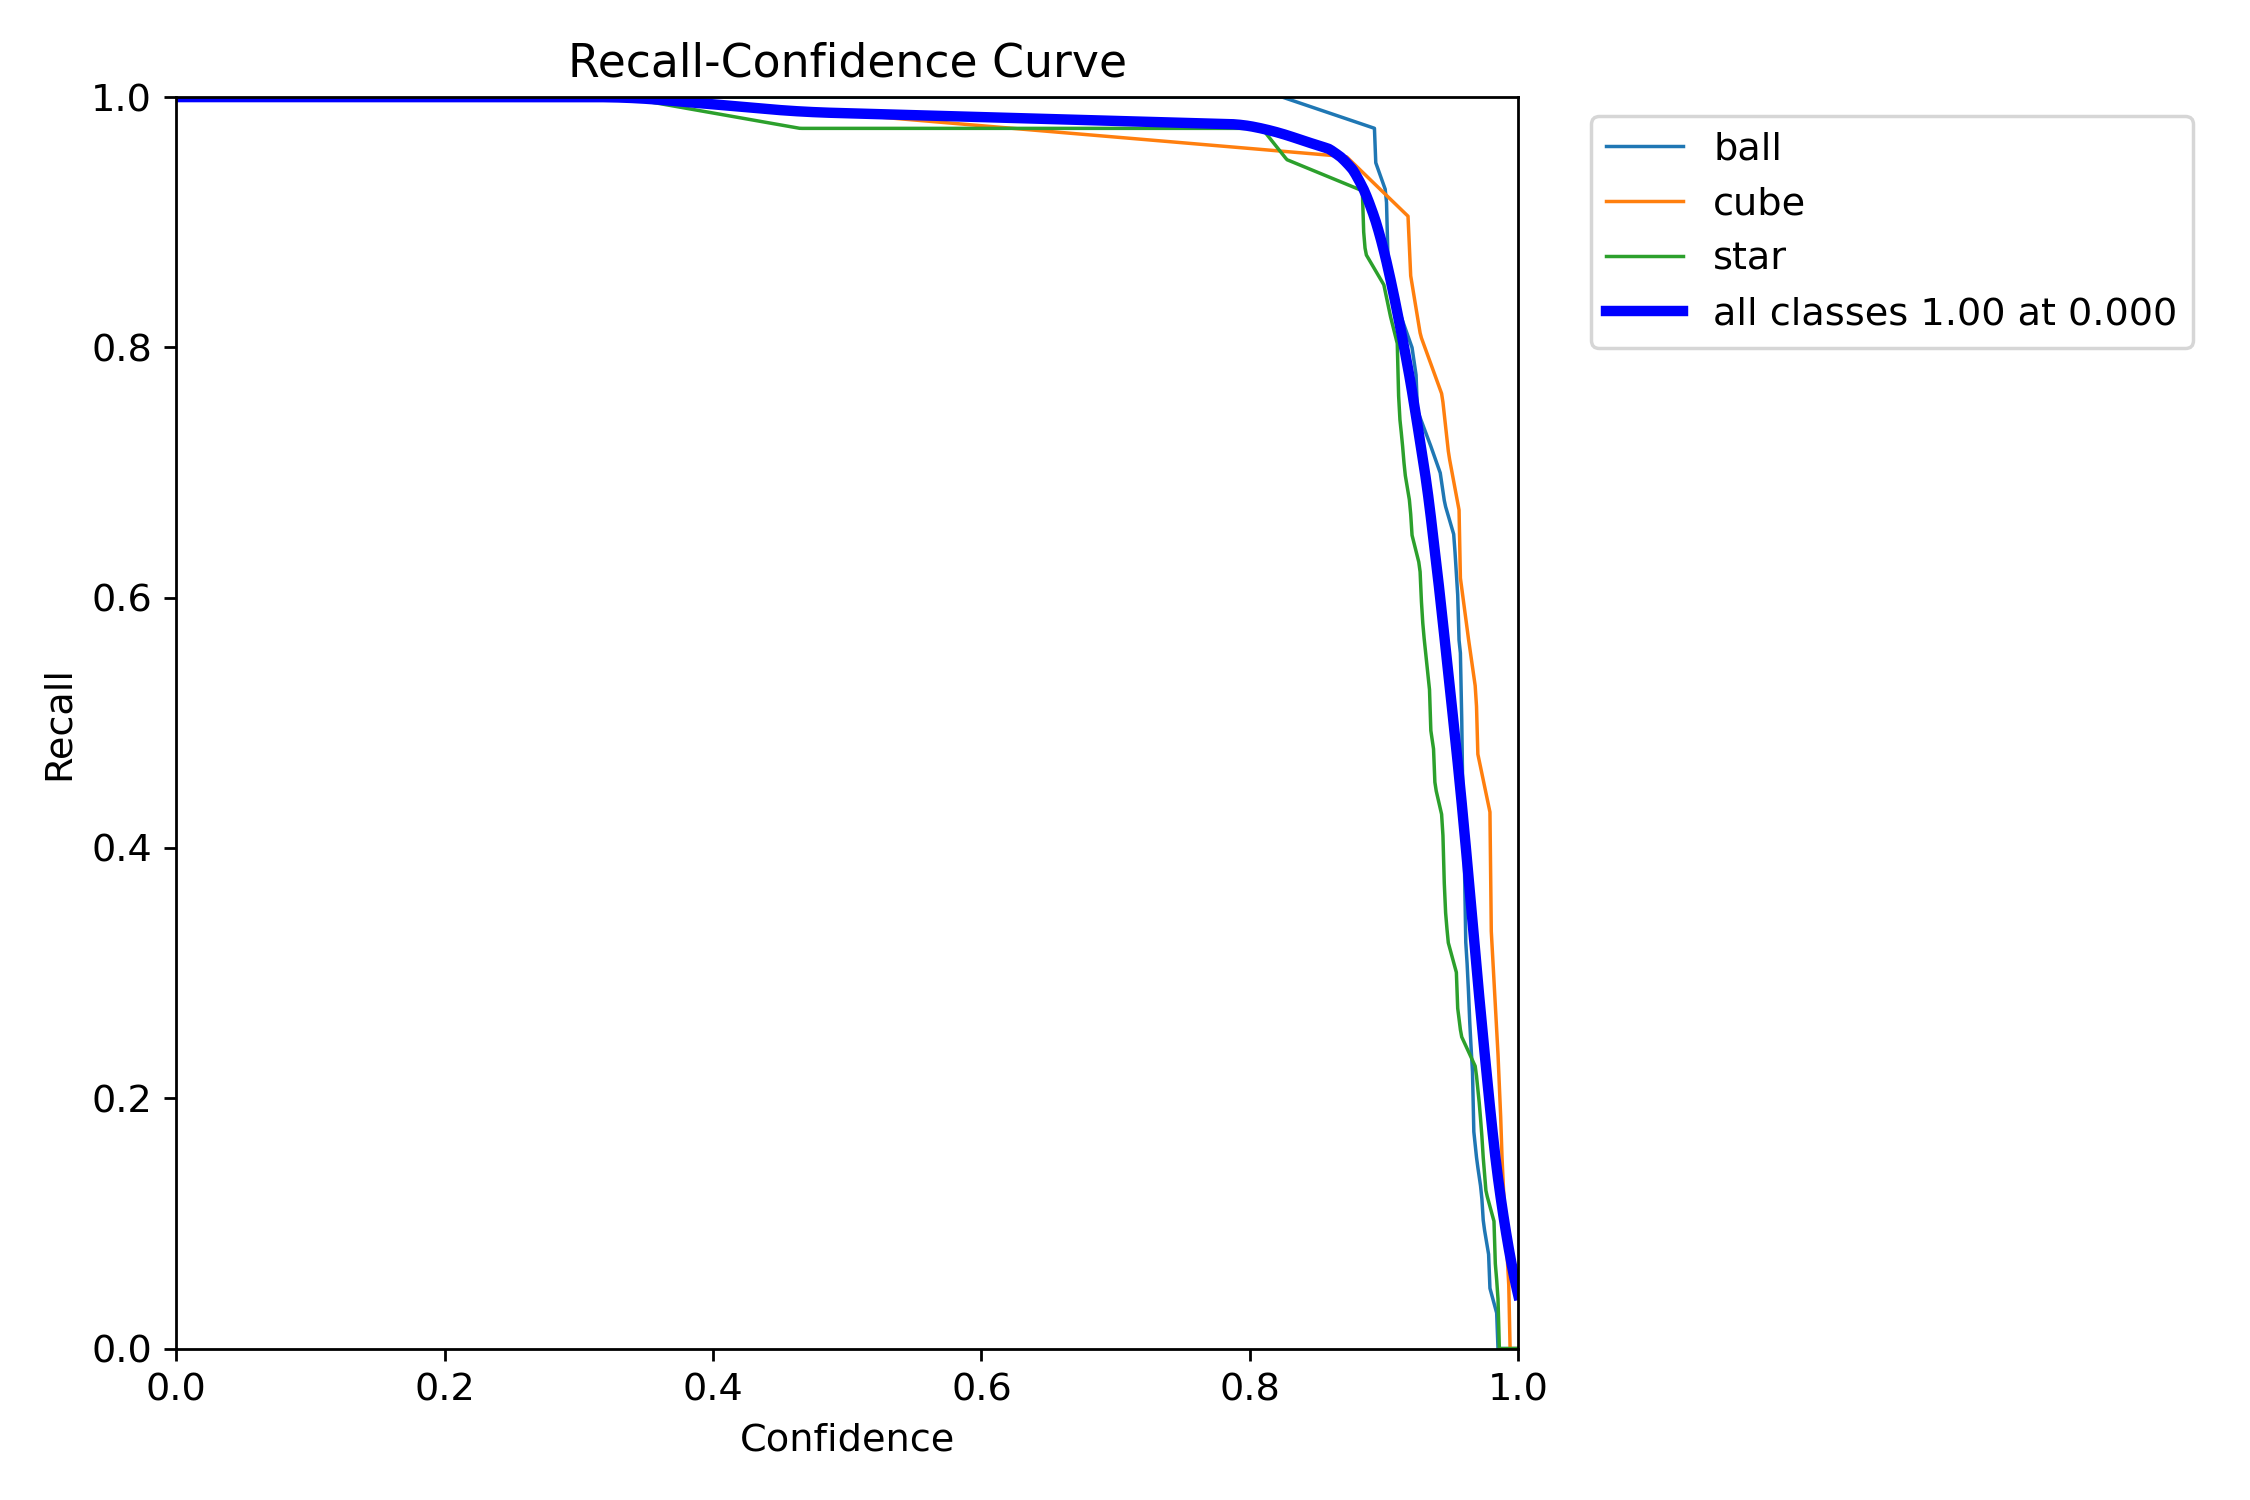 Recall-Confidence Curve
1.0
0.8
0.6
0.4
0.2
0.0
Recall
0.0 0.2 0.4 0.6 0.8 1.0
Confidence
ball
cube
star
all classes 1.00 at 0.000